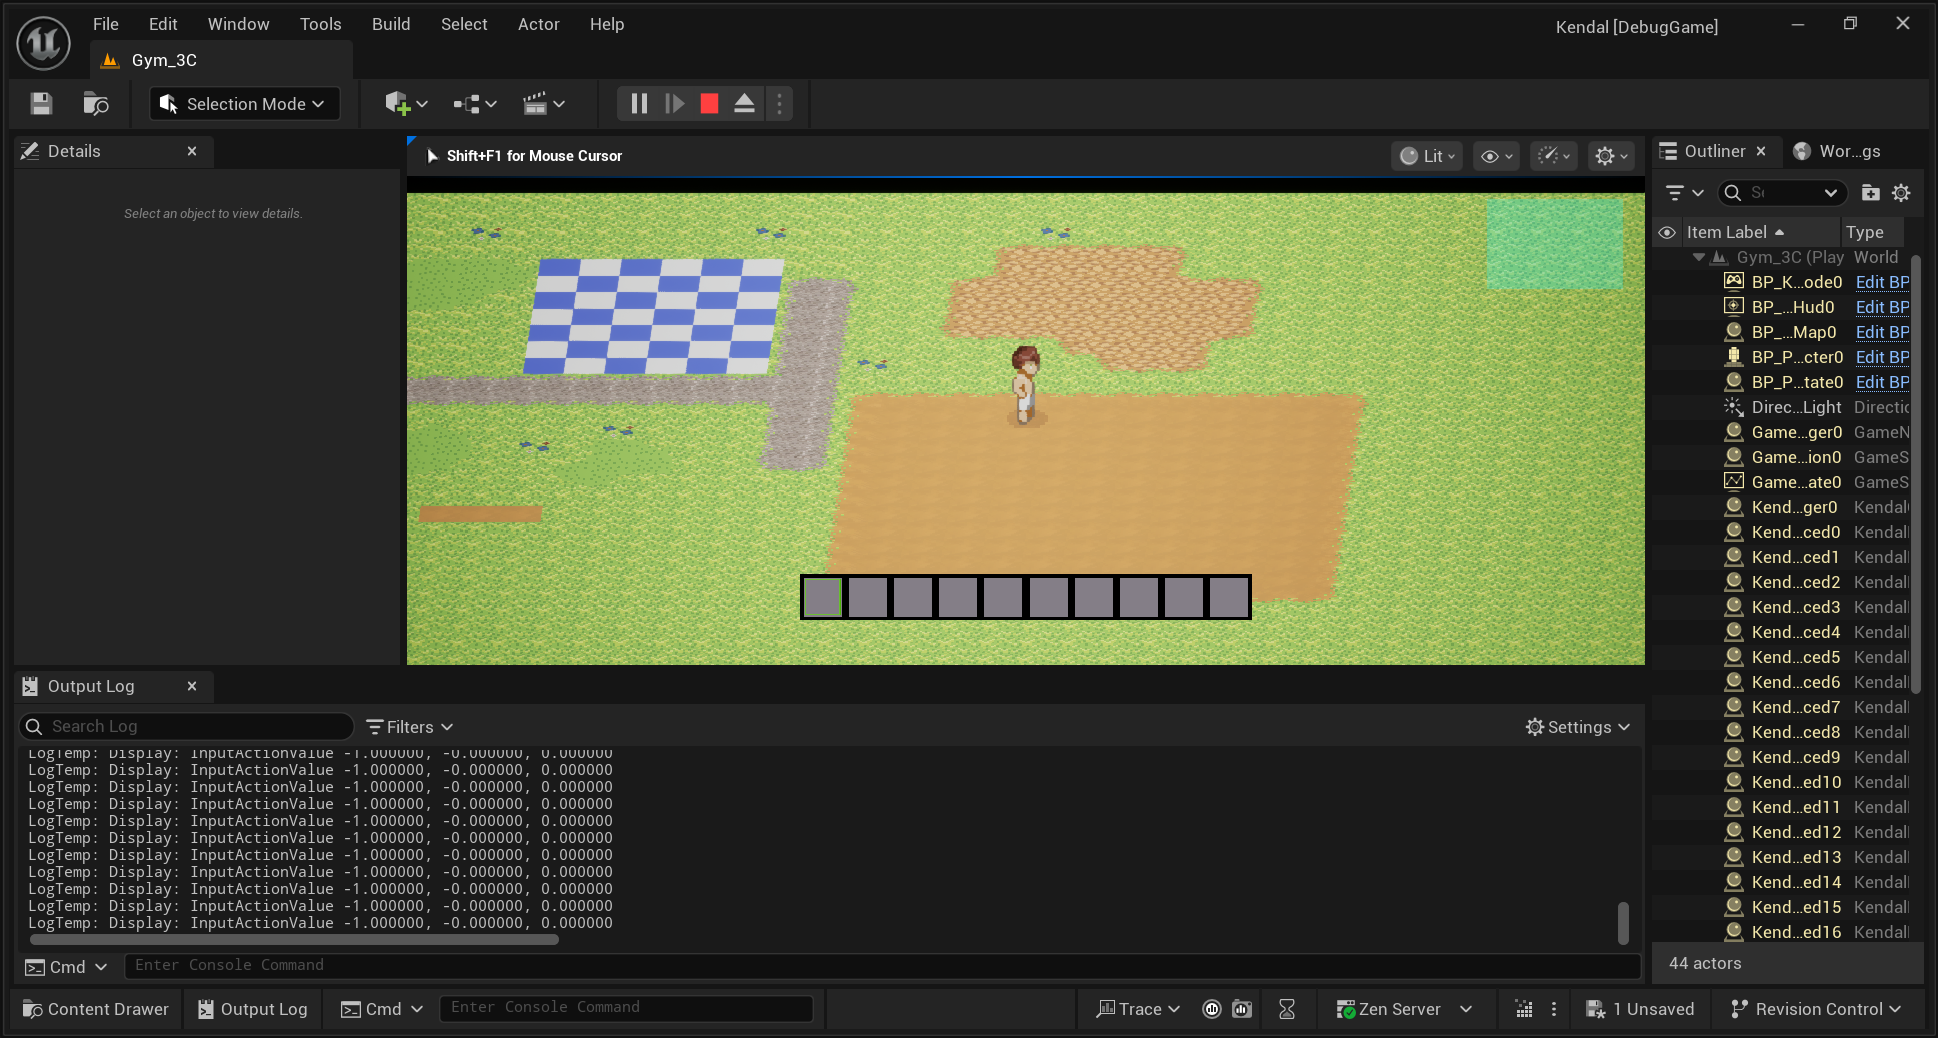 File Edit Window Tools Build Select Actor Help
Kendal [DebugGame]
Gym_3C
Selection Mode
Details
Select an object to view details.
Shift+F1 for Mouse Cursor
Lit
Outliner
Wor...gs
Item Label
Type
Gym_3C (Play World
BP_K...ode0 Edit BP
BP_...Hud0 Edit BP
BP_...Map0 Edit BP
BP_P...cter0 Edit BP
BP_P...tate0 Edit BP
Direc...Light Directic
Game...ger0 GameN
Game...ion0 GameS
Game...ate0 GameS
Kend...ger0 Kendal
Kend...ced0 Kendal
Kend...ced1 Kendal
Kend...ced2 Kendal
Kend...ced3 Kendal
Kend...ced4 Kendal
Kend...ced5 Kendal
Kend...ced6 Kendal
Kend...ced7 Kendal
Kend...ced8 Kendal
Kend...ced9 Kendal
Kend...ed10 Kendal
Kend...ed11 Kendal
Kend...ed12 Kendal
Kend...ed13 Kendal
Kend...ed14 Kendal
Kend...ed15 Kendal
Kend...ed16 Kendal
44 actors
Output Log
Search Log
Filters
Settings
LogTemp: Display: InputActionValue -1.000000, -0.000000, 0.000000
LogTemp: Display: InputActionValue -1.000000, -0.000000, 0.000000
LogTemp: Display: InputActionValue -1.000000, -0.000000, 0.000000
LogTemp: Display: InputActionValue -1.000000, -0.000000, 0.000000
LogTemp: Display: InputActionValue -1.000000, -0.000000, 0.000000
LogTemp: Display: InputActionValue -1.000000, -0.000000, 0.000000
LogTemp: Display: InputActionValue -1.000000, -0.000000, 0.000000
LogTemp: Display: InputActionValue -1.000000, -0.000000, 0.000000
LogTemp: Display: InputActionValue -1.000000, -0.000000, 0.000000
LogTemp: Display: InputActionValue -1.000000, -0.000000, 0.000000
LogTemp: Display: InputActionValue -1.000000, -0.000000, 0.000000
Cmd
Enter Console Command
Content Drawer
Output Log
Cmd
Enter Console Command
Trace
Zen Server
1 Unsaved
Revision Control